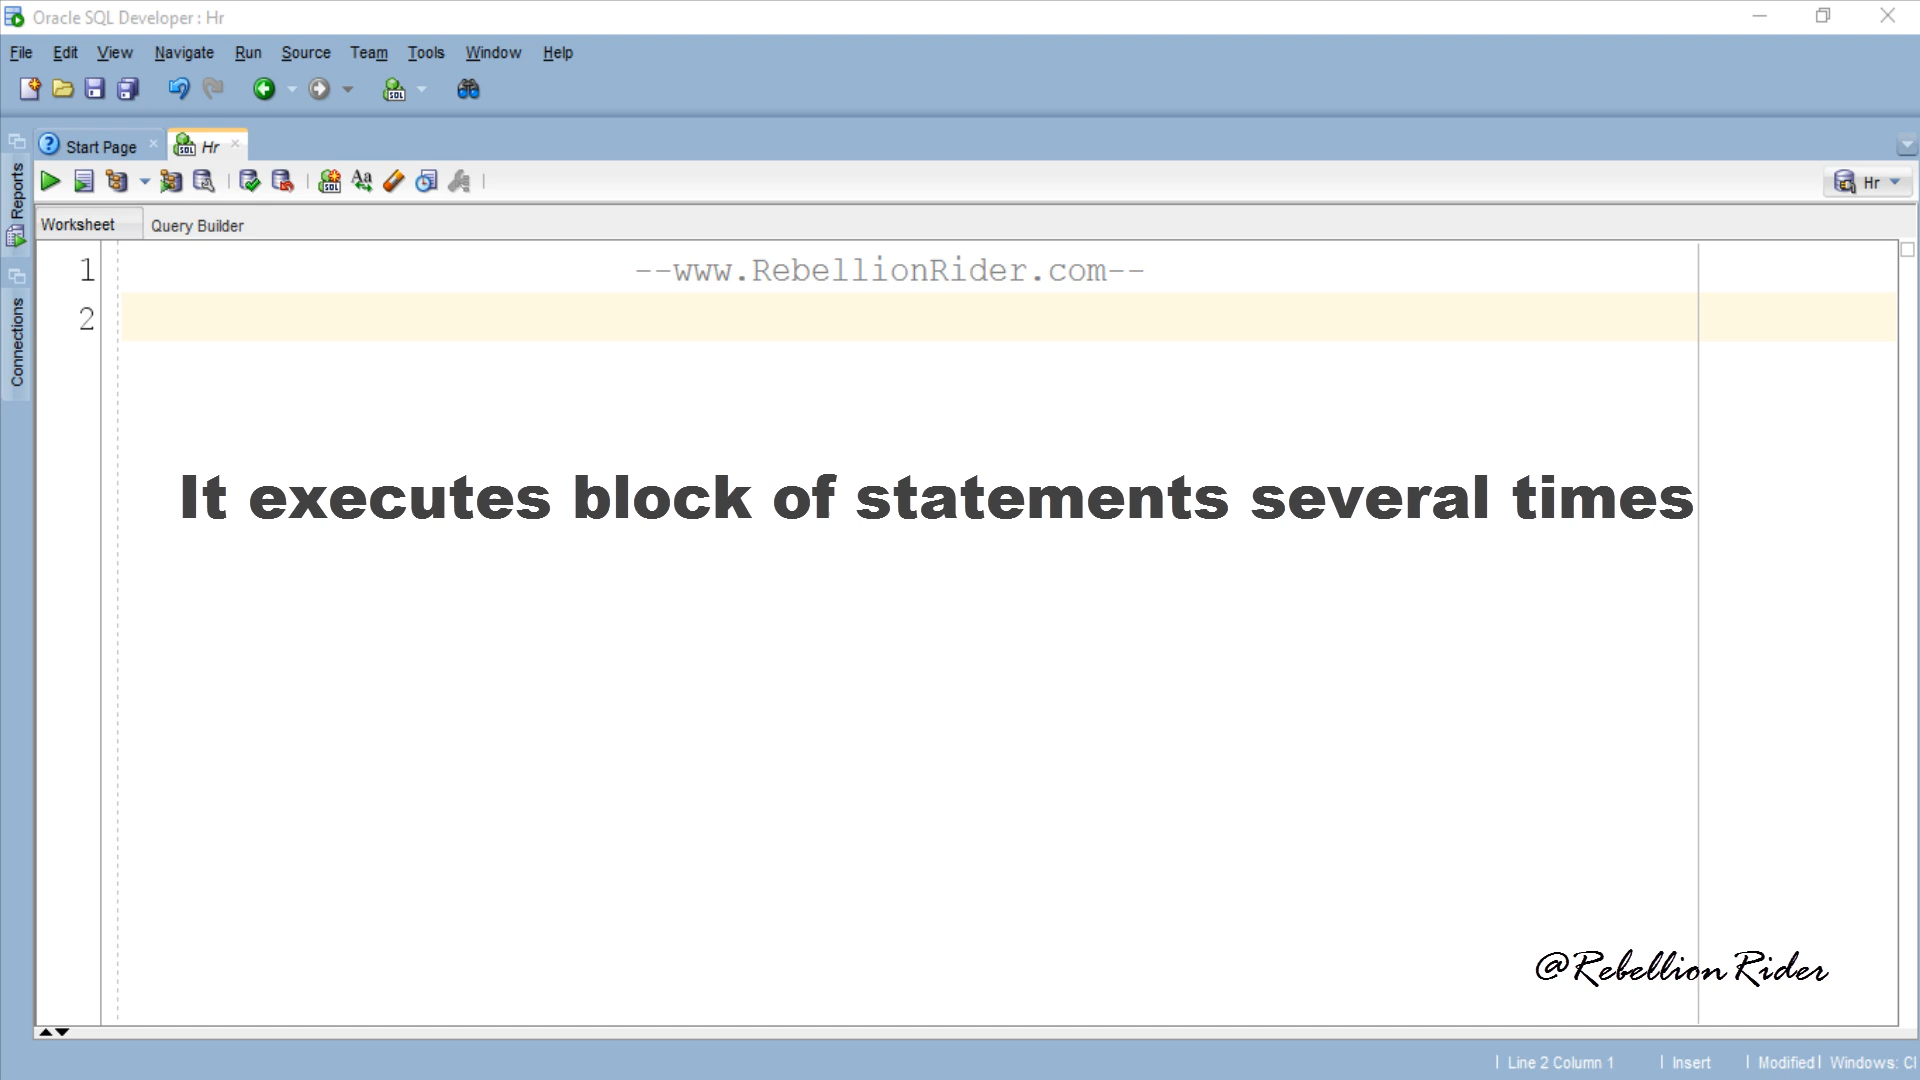 Oracle SQL Developer : Hr
File Edit View Navigate Run Source Team Tools Window Help
Start Page Hr
Hr
Reports
Connections
Worksheet Query Builder
1 --www.RebellionRider.com--
2
It executes block of statements several times
@Rebellion Rider
Line 2 Column 1 Insert Modified Windows: Cl